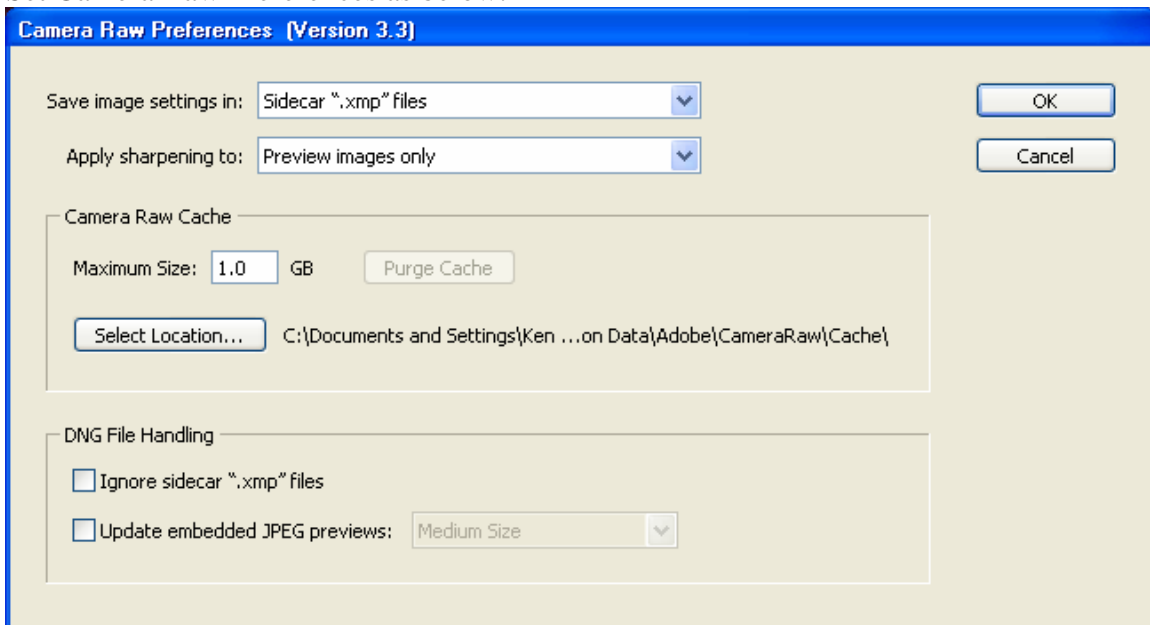 Camera Raw Preferences (Version 3.3)
Save image settings in: Sidecar “.xmp” files
OK
Apply sharpening to: Preview images only
Cancel
Camera Raw Cache
Maximum Size: 1.0 GB Purge Cache
Select Location... C:\Documents and Settings\Ken ...on Data\Adobe\CameraRaw\Cache\
DNG File Handling
Ignore sidecar “.xmp” files
Update embedded JPEG previews: Medium Size